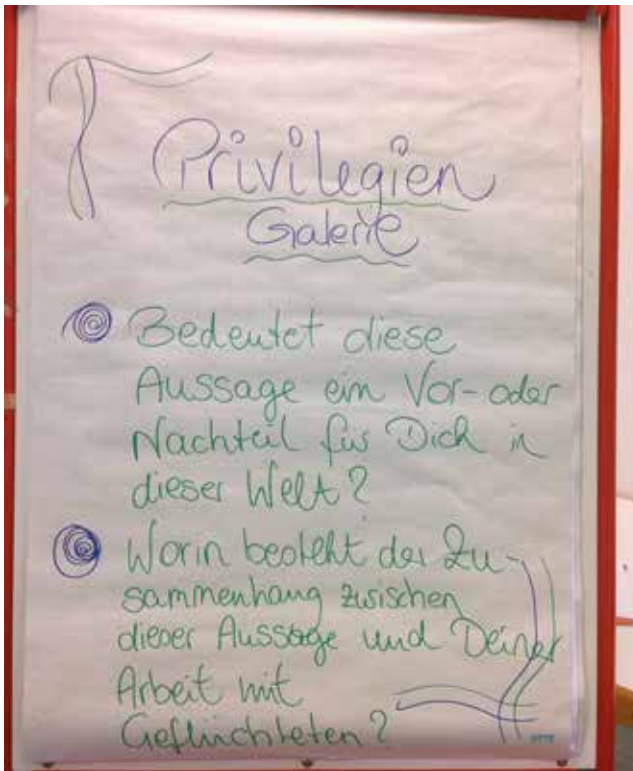 Privilegien
Galerie
Bedeutet diese
Aussage ein Vor- oder
Nachteil für Dich in
dieser Welt?
Worin besteht der Zu-
sammenhang zwischen
dieser Aussage und Deiner
Arbeit mit
Geflüchteten?